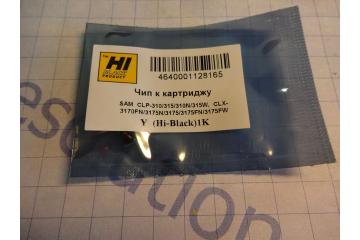 HI
BLACK
PRODUCT
4640001128165
Чип к картриджу
SAM CLP-310/315/310N/315W, CLX-
3170FN/3175N/3175/3175FN/3175FW
Y (Hi-Black)1K